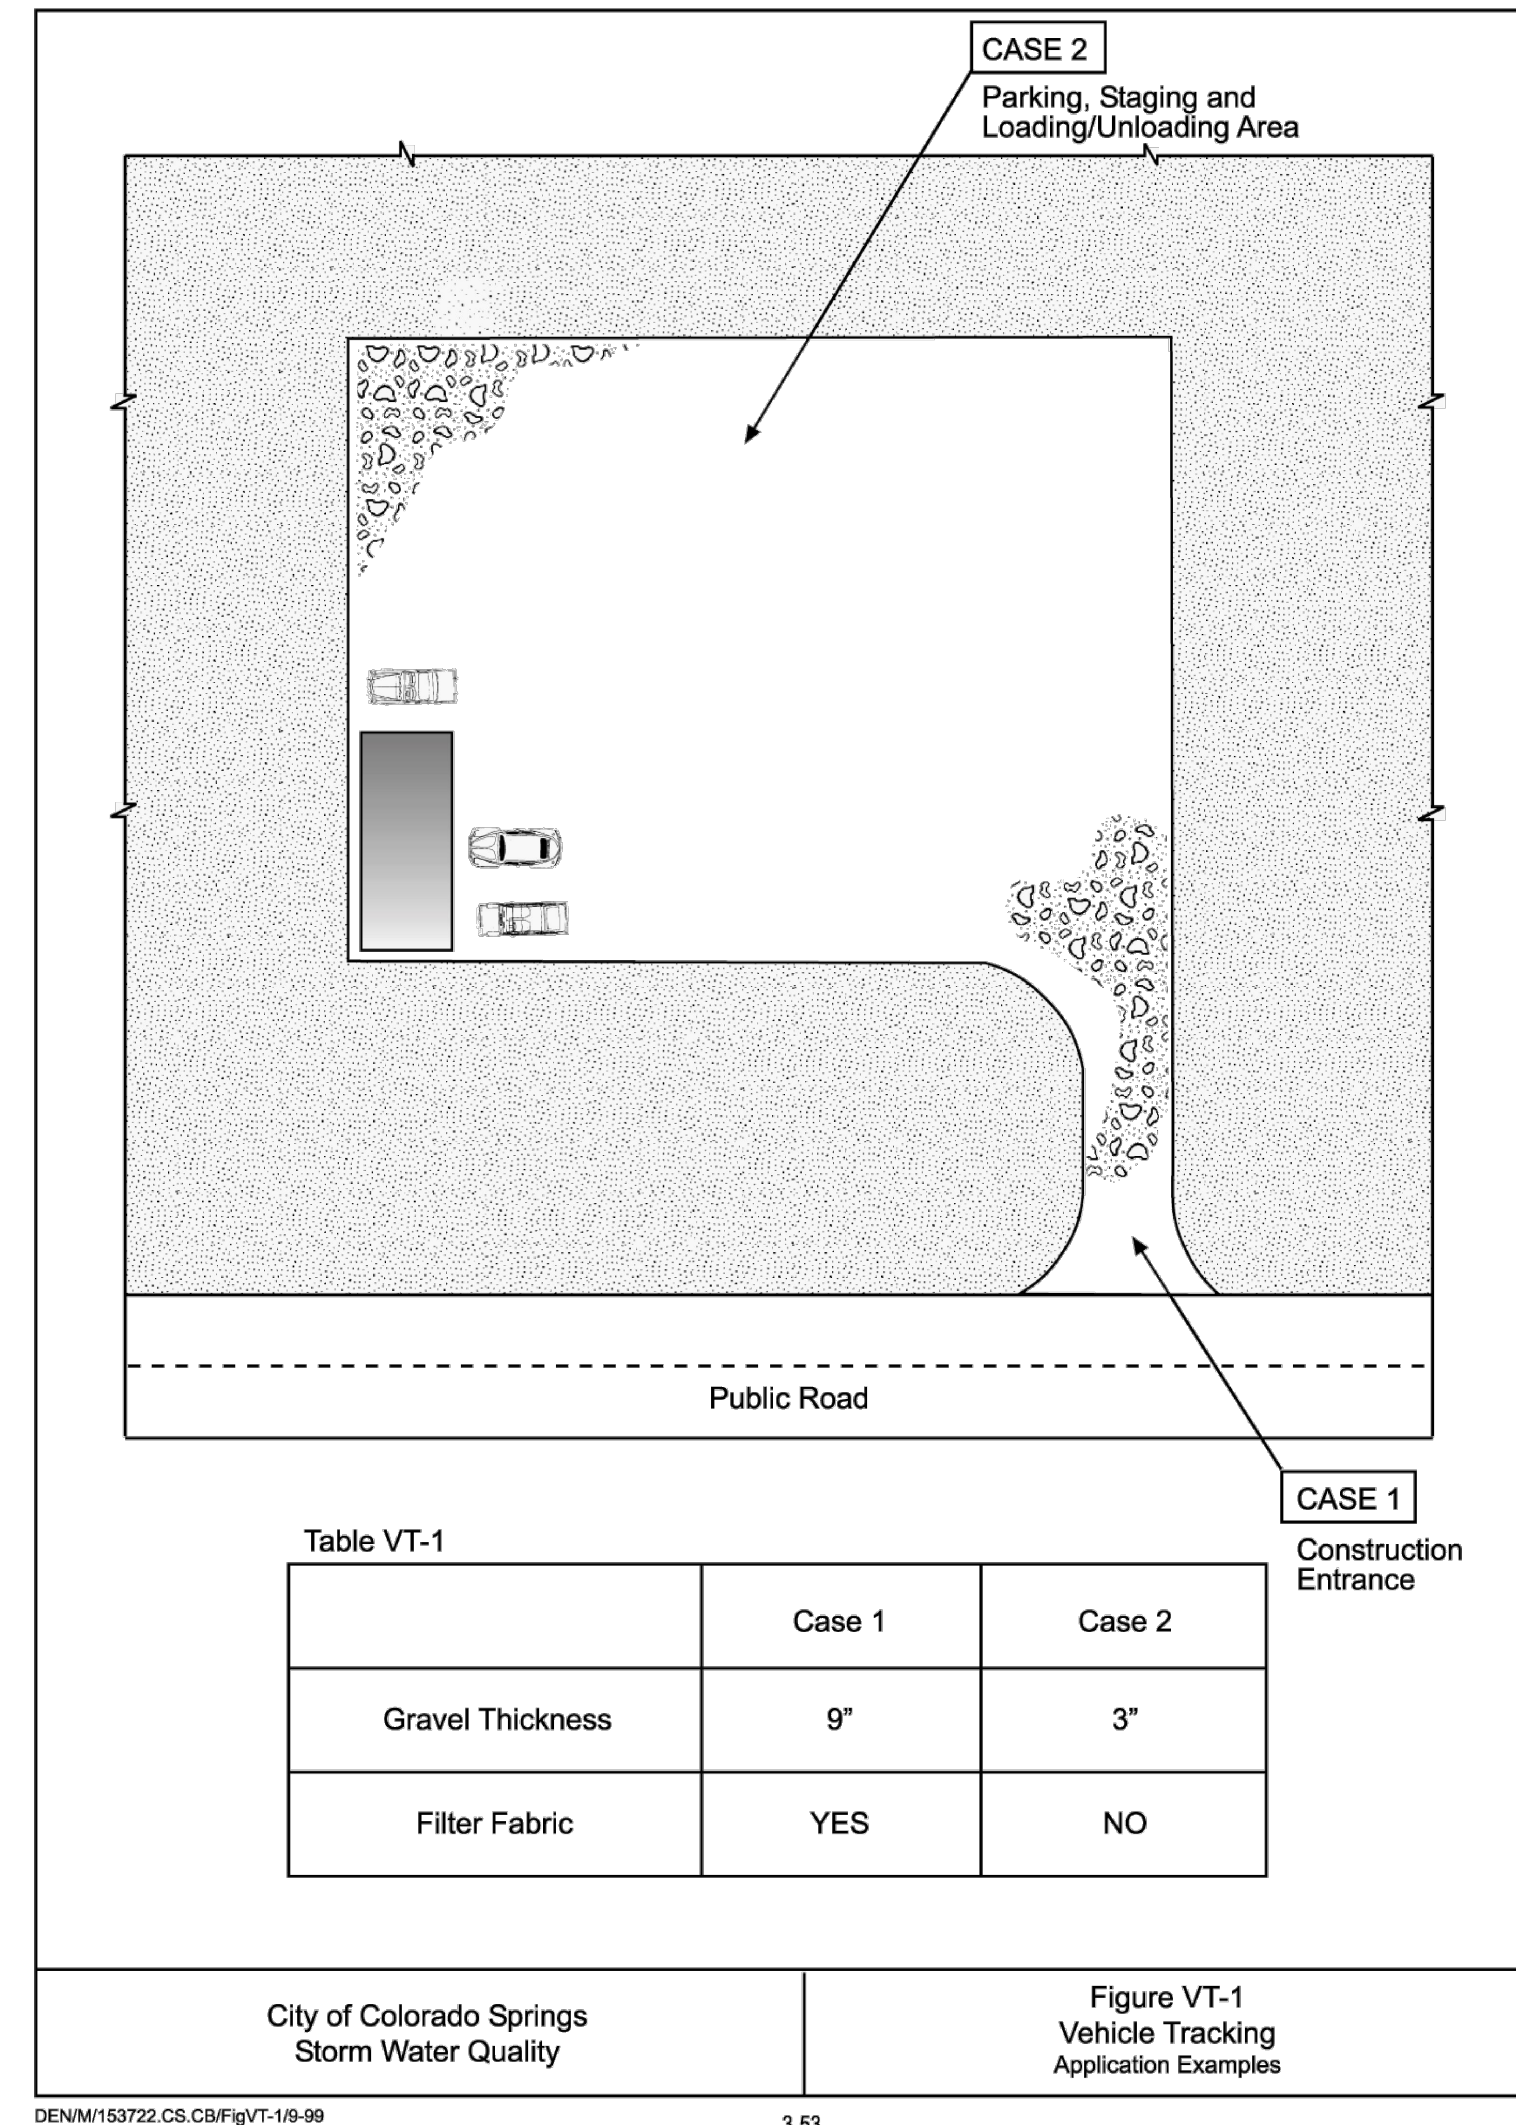 CASE 2
Parking, Staging and
Loading/Unloading Area
Public Road
CASE 1
Construction
Entrance
Table VT-1
Case 1 Case 2
Gravel Thickness 9” 3”
Filter Fabric YES NO
City of Colorado Springs
Storm Water Quality
Figure VT-1
Vehicle Tracking
Application Examples
DEN/M/153722.CS.CB/FigVT-1/9-99
3-53